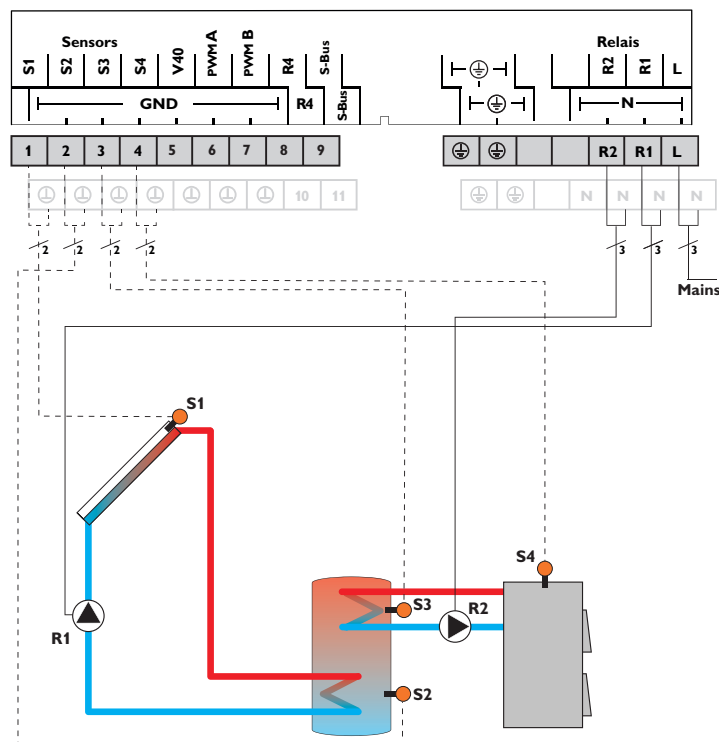 Sensors
Relais
S1 S2 S3 S4 V40 PWM A PWM B R4 S-Bus
R2 R1 L
GND R4 S-Bus
N
1 2 3 4 5 6 7 8 9
R2 R1 L
10 11
N N N N
2 2 2 2
3 3 3
Mains
S1
S4
S3
R2
R1
S2